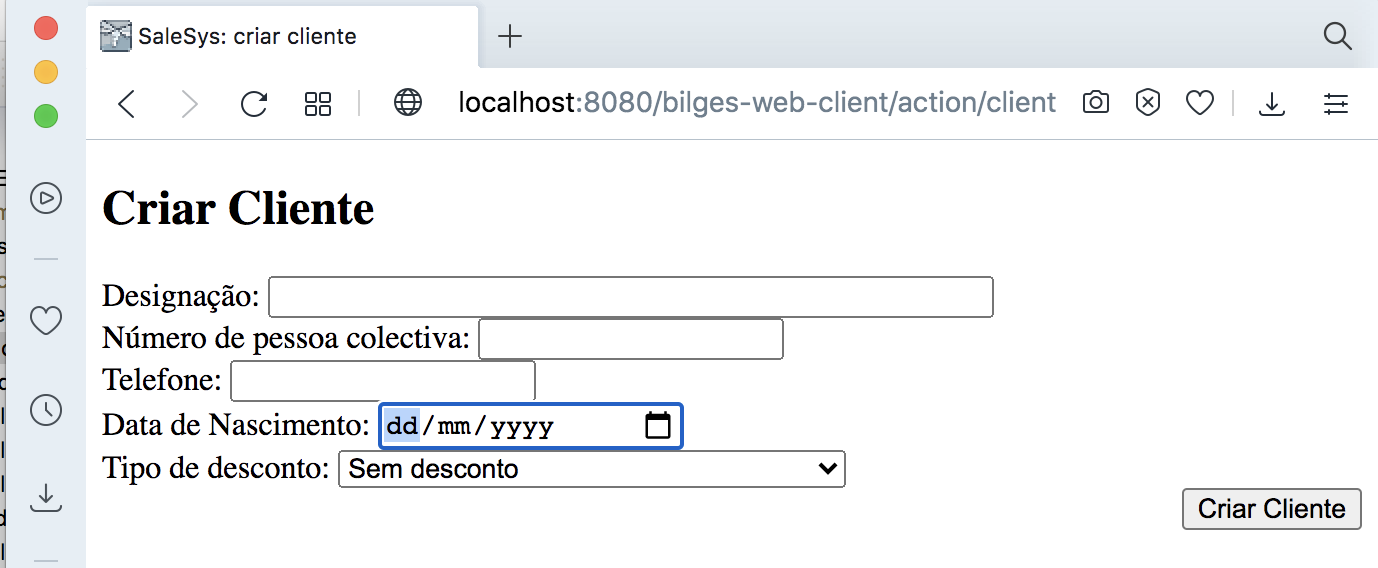 SaleSys: criar cliente
localhost:8080/bilges-web-client/action/client
Criar Cliente
Designação:
Número de pessoa colectiva:
Telefone:
Data de Nascimento: dd/mm/yyyy
Tipo de desconto: Sem desconto
Criar Cliente